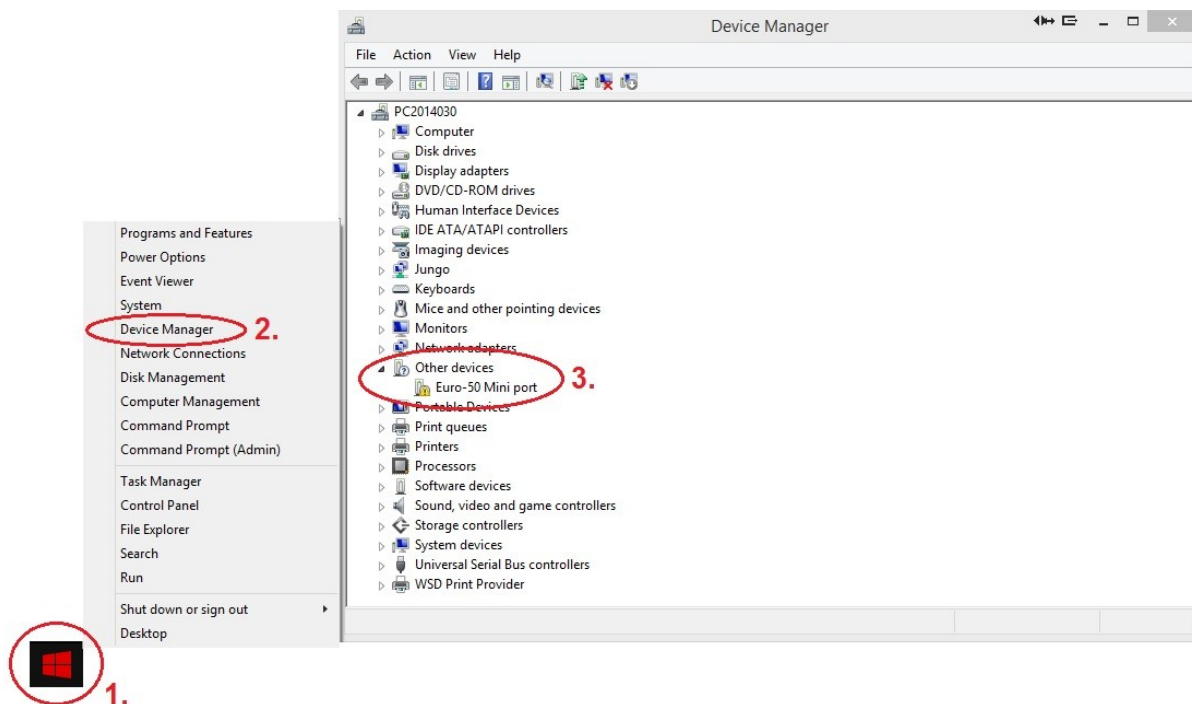 Device Manager
File Action View Help
PC2014030
Computer
Disk drives
Display adapters
DVD/CD-ROM drives
Human Interface Devices
IDE ATA/ATAPI controllers
Imaging devices
Jungo
Keyboards
Mice and other pointing devices
Monitors
Network adapters
Other devices
Euro-50 Mini port
3.
Portable Devices
Print queues
Printers
Processors
Software devices
Sound, video and game controllers
Storage controllers
System devices
Universal Serial Bus controllers
WSD Print Provider
Programs and Features
Power Options
Event Viewer
System
Device Manager
2.
Network Connections
Disk Management
Computer Management
Command Prompt
Command Prompt (Admin)
Task Manager
Control Panel
File Explorer
Search
Run
Shut down or sign out
Desktop
1.